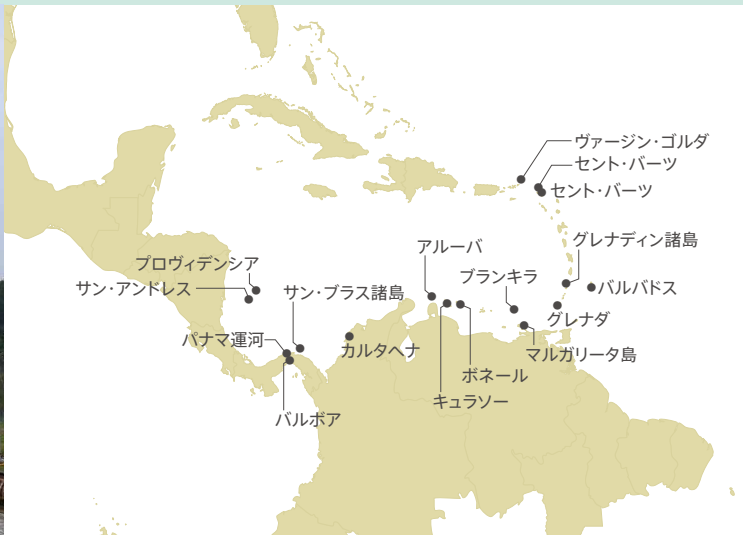 ヴァージン・ゴルダ
セント・バーツ
セント・バーツ
グレナディン諸島
アルーバ
プロヴィデンシア
ブランキラ
サン・アンドレス
サン・ブラス諸島
バルバドス
グレナダ
パナマ運河
カルタヘナ
マルガリータ島
ボネール
キュラソー
バルボア